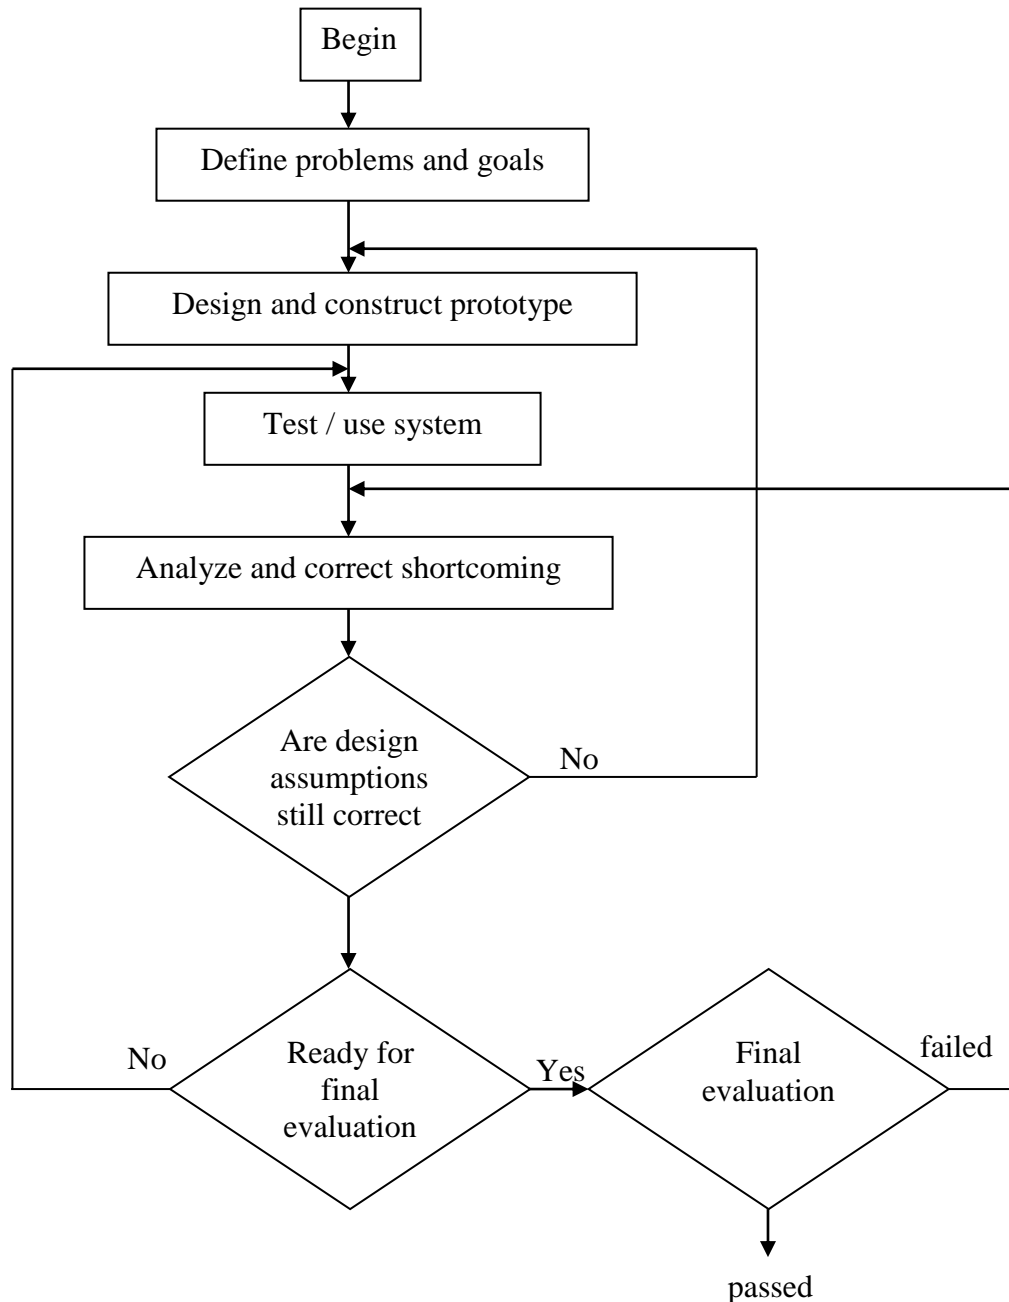 Begin
Define problems and goals
Design and construct prototype
Test / use system
Analyze and correct shortcoming
Are design
assumptions
still correct
No
No
Ready for
final
evaluation
Yes
Final
evaluation
failed
passed